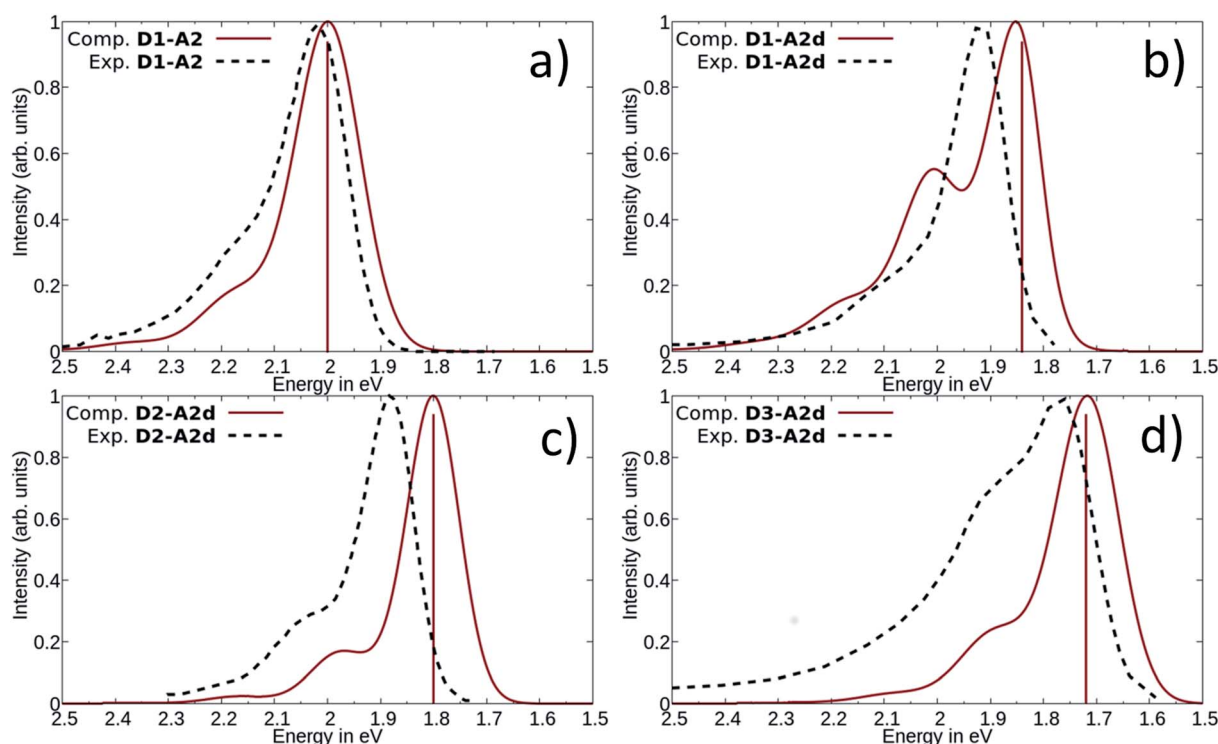 Comp. D1-A2
Exp. D1-A2
a)
Intensity (arb. units)
1
0.8
0.6
0.4
0.2
0
2.5 2.4 2.3 2.2 2.1 2 1.9 1.8 1.7 1.6 1.5
Energy in eV
Comp. D1-A2d
Exp. D1-A2d
b)
Intensity (arb. units)
1
0.8
0.6
0.4
0.2
0
2.5 2.4 2.3 2.2 2.1 2 1.9 1.8 1.7 1.6 1.5
Energy in eV
Comp. D2-A2d
Exp. D2-A2d
c)
Intensity (arb. units)
1
0.8
0.6
0.4
0.2
0
2.5 2.4 2.3 2.2 2.1 2 1.9 1.8 1.7 1.6 1.5
Energy in eV
Comp. D3-A2d
Exp. D3-A2d
d)
Intensity (arb. units)
1
0.8
0.6
0.4
0.2
0
2.5 2.4 2.3 2.2 2.1 2 1.9 1.8 1.7 1.6 1.5
Energy in eV